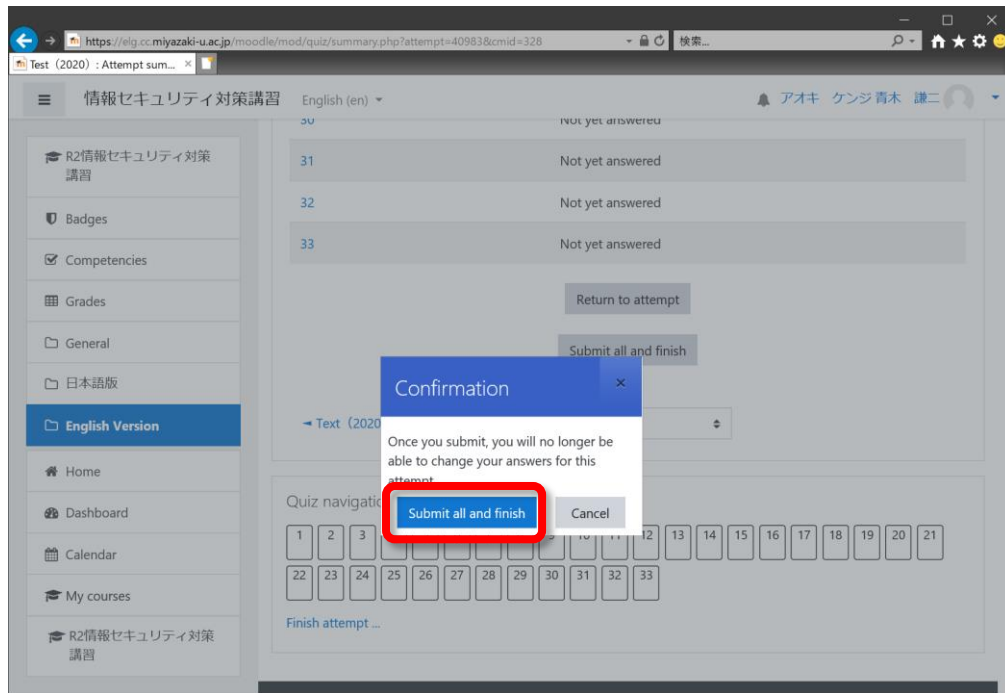 https://elg.cc.miyazaki-u.ac.jp/moodle/mod/quiz/summary.php?attempt=40983&cmid=328
検索...
Test（2020）: Attempt sum...
情報セキュリティ対策講習
English (en)
アオキ ケンジ 青木 謙二
30 Not yet answered
R2情報セキュリティ対策
講習
31 Not yet answered
32 Not yet answered
Badges
33 Not yet answered
Competencies
Grades
Return to attempt
General
Submit all and finish
日本語版
Confirmation
×
English Version
◄ Text（2020
Once you submit, you will no longer be
able to change your answers for this
attempt.
Home
Quiz navigatio
Submit all and finish
Cancel
Dashboard
1 2 3 9 10 11 12 13 14 15 16 17 18 19 20 21
Calendar
22 23 24 25 26 27 28 29 30 31 32 33
My courses
Finish attempt ...
R2情報セキュリティ対策
講習